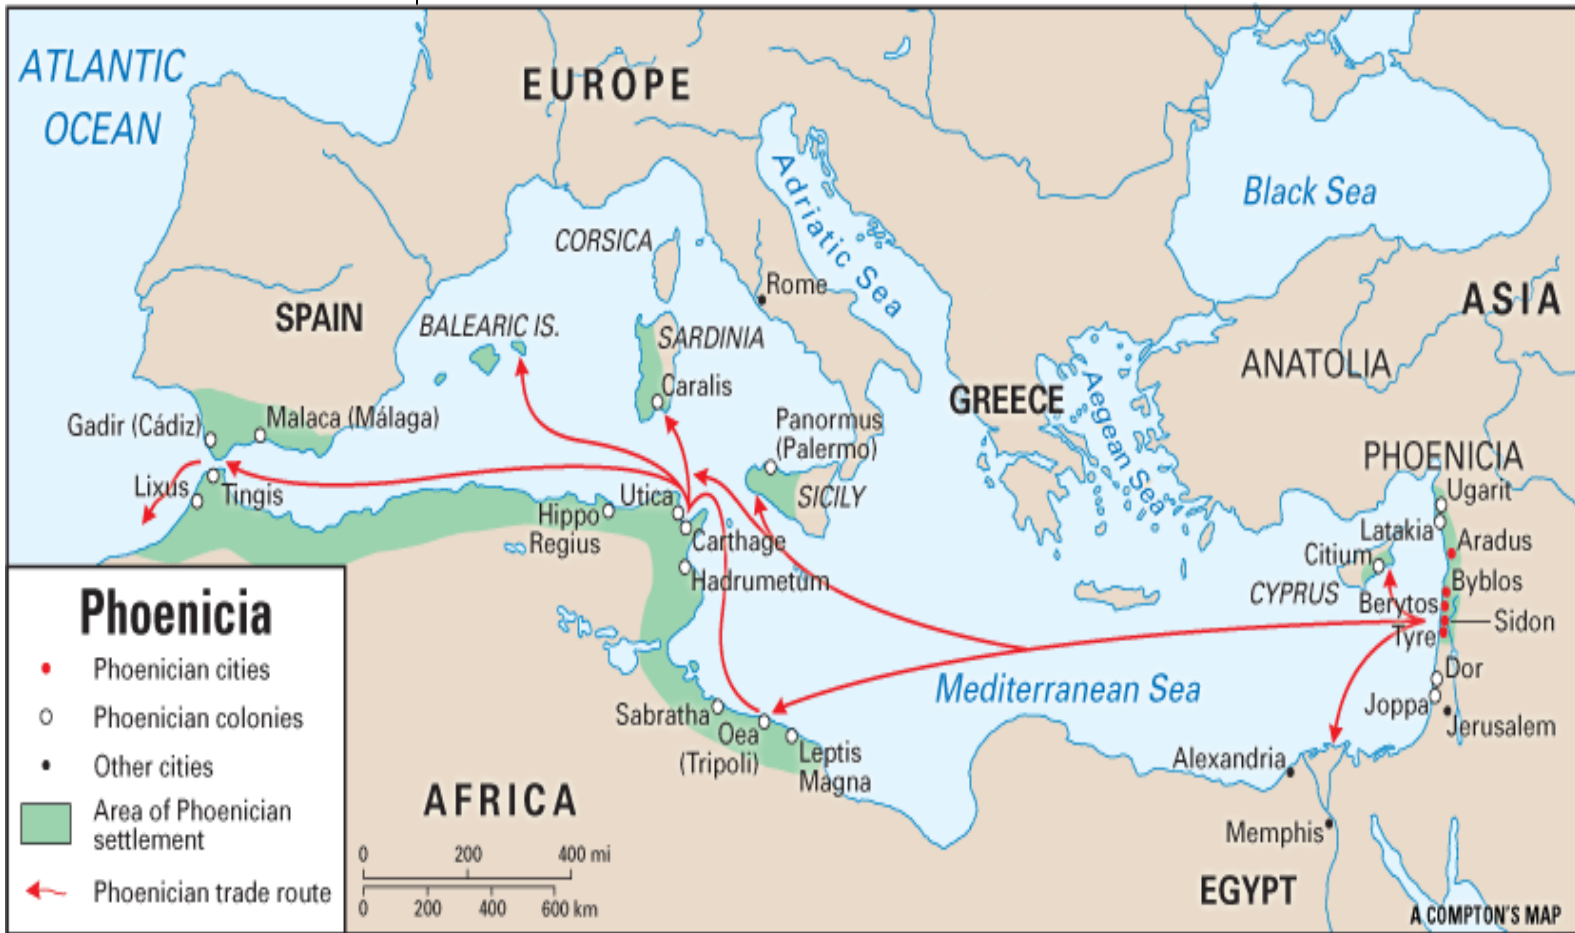 ATLANTIC
OCEAN
EUROPE
Black Sea
Adriatic Sea
CORSICA
Rome
ASIA
SPAIN
BALEARIC IS.
SARDINIA
ANATOLIA
Caralis
GREECE
Aegean Sea
Gadir (Cádiz)
Malaca (Málaga)
Panormus
(Palermo)
PHOENICIA
Lixus
Tingis
Utica
SICILY
Ugarit
Hippo
Regius
Carthage
Latakia
Aradus
Citium
Hadrumetum
Byblos
CYPRUS
Berytos
Sidon
Tyre
Mediterranean Sea
Dor
Joppa
Jerusalem
Sabratha
Oea
(Tripoli)
Leptis
Magna
Alexandria
AFRICA
Memphis
EGYPT
Phoenicia
Phoenician cities
Phoenician colonies
Other cities
Area of Phoenician
settlement
Phoenician trade route
0 200 400 mi
0 200 400 600 km
A COMPTON'S MAP